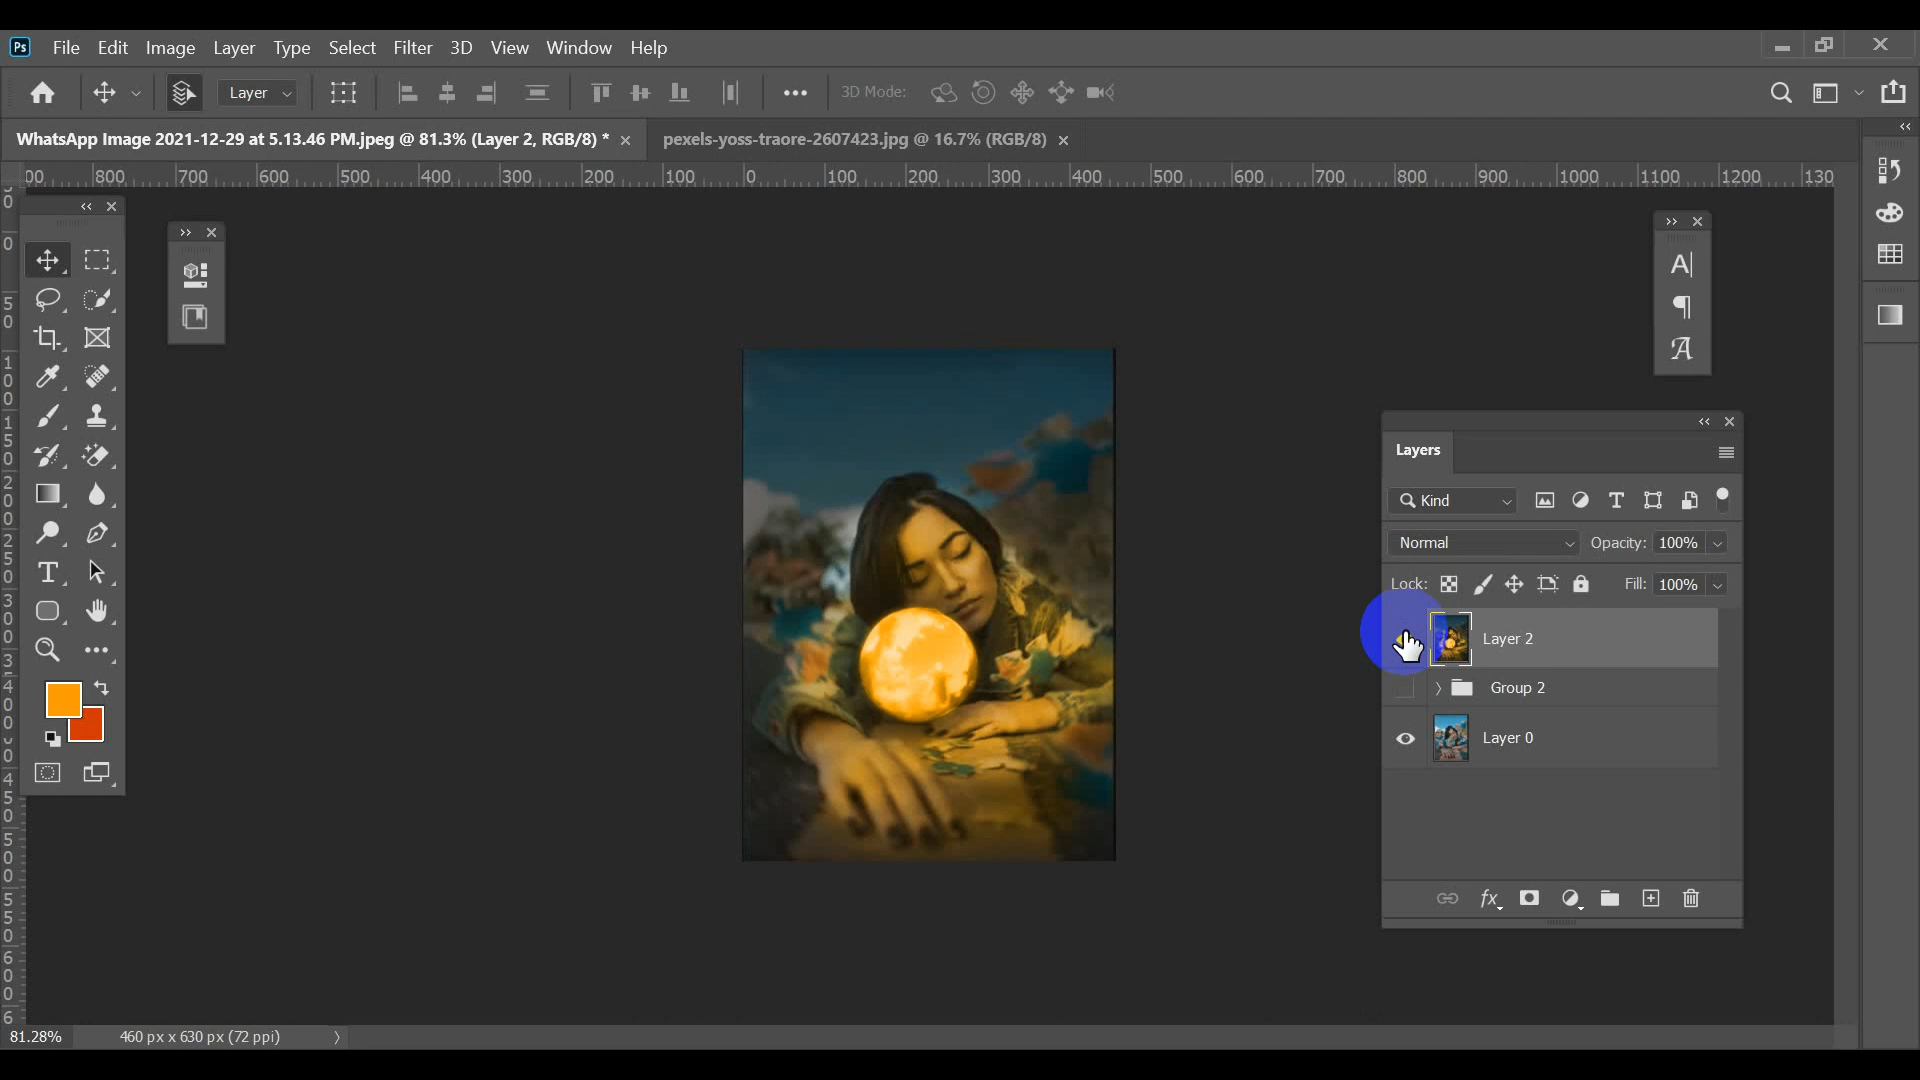 Ps File Edit Image Layer Type Select Filter 3D View Window Help
Layer 3D Mode:
WhatsApp Image 2021-12-29 at 5.13.46 PM.jpeg @ 81.3% (Layer 2, RGB/8) * pexels-yoss-traore-2607423.jpg @ 16.7% (RGB/8)
00 800 700 600 500 400 300 200 100 0 100 200 300 400 500 600 700 800 900 1000 1100 1200 130
Layers
Kind
Normal Opacity: 100%
Lock: Fill: 100%
Layer 2
Group 2
Layer 0
fx
81.28% 460 px x 630 px (72 ppi)